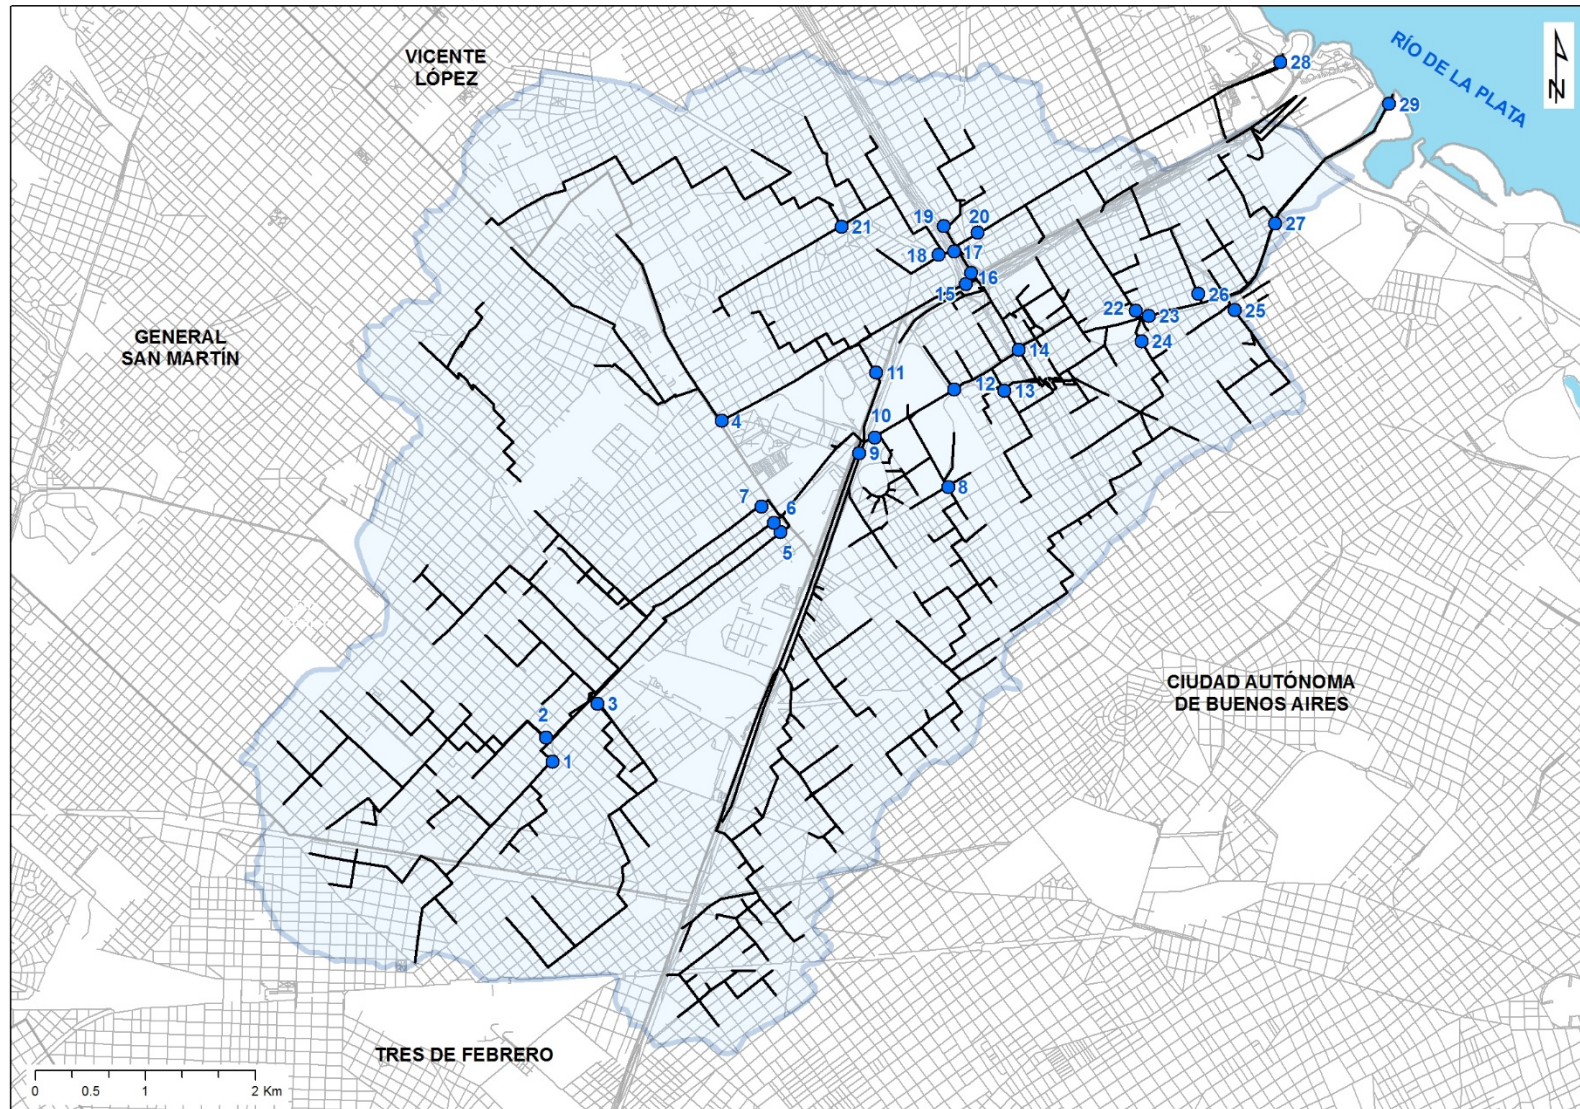 VICENTE
LÓPEZ
RÍO DE LA PLATA
N
28
29
19
20
21
27
18
17
16
15
26
22
23
25
GENERAL
SAN MARTÍN
24
14
11
12
13
4
10
9
8
7
6
5
CIUDAD AUTÓNOMA
DE BUENOS AIRES
3
2
1
TRES DE FEBRERO
0 0.5 1 2 Km